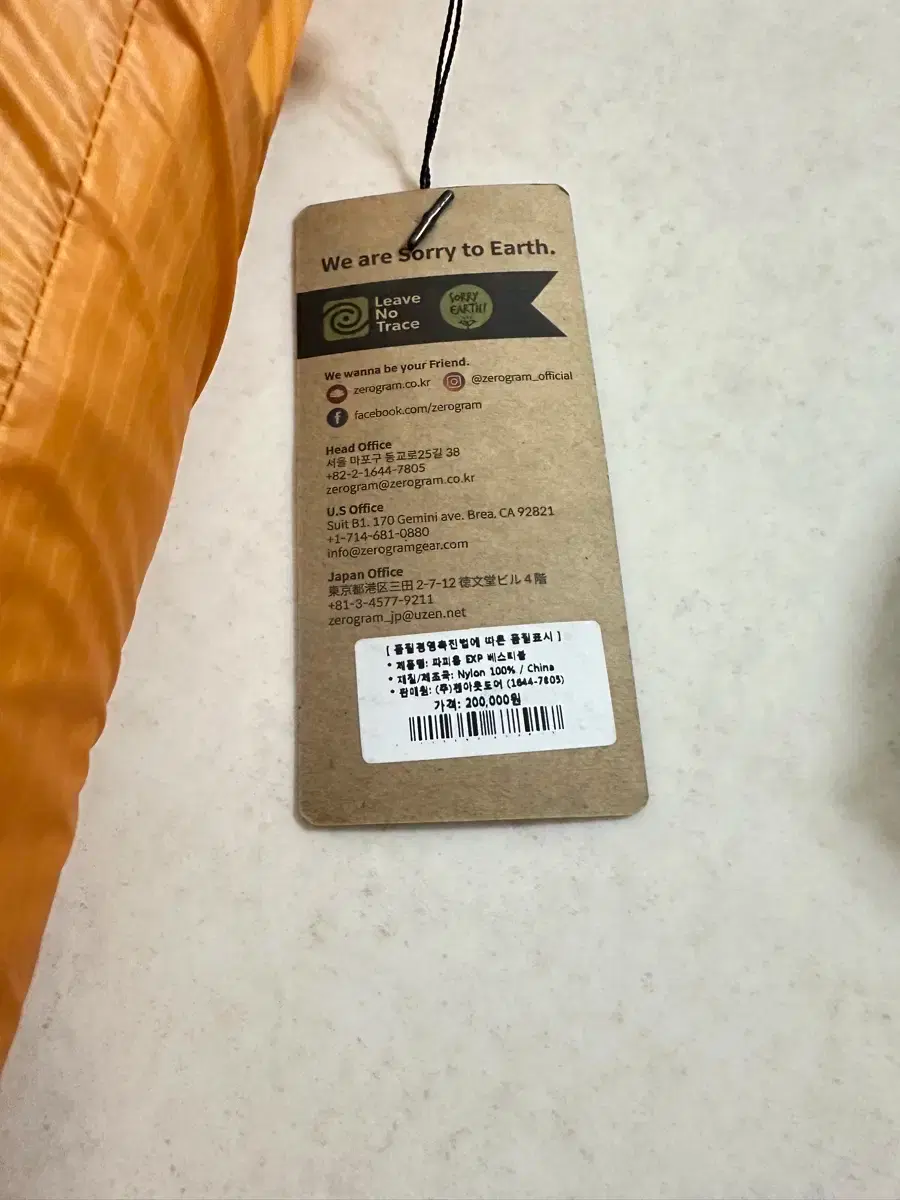 We are Sorry to Earth.
Leave
No
Trace
SORRY
EARTH!
We wanna be your Friend.
zerogram.co.kr @zerogram_official
facebook.com/zerogram
Head Office
서울 마포구 동교로25길 38
+82-2-1644-7805
zerogram@zerogram.co.kr
U.S Office
Suit B1. 170 Gemini ave. Brea, CA 92821
+1-714-681-0880
info@zerogramgear.com
Japan Office
東京都港区三田 2-7-12 徳文堂ビル 4 階
+81-3-4577-9211
zerogram_jp@uzen.net
[ 품질경영촉진법에 따른 품질표시 ]
* 제품명: 파피용 EXP 베스티블
* 재질/제조국: Nylon 100% / China
* 판매원: (주)젠아웃도어 (1644-7805)
가격: 200,000원